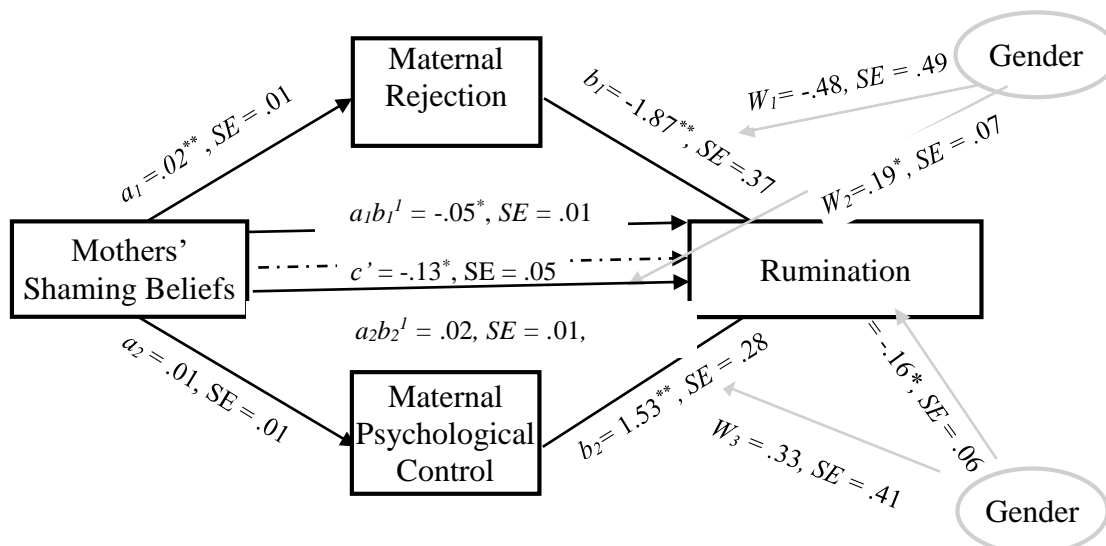 Maternal
Rejection
Gender
a₁ =.02**, SE = .01
b₁= -1.87**, SE =.37
W₁= -.48, SE = .49
W₂=.19*, SE = .07
a₁b₁¹ = -.05*, SE = .01
Mothers’
Shaming Beliefs
c’ = -.13*, SE = .05
Rumination
a₂b₂¹ = .02, SE = .01,
a₂ = .01, SE = .01
Maternal
Psychological
Control
b₂= 1.53**, SE = .28
= -.16*, SE = .06
W₃ = .33, SE = .41
Gender